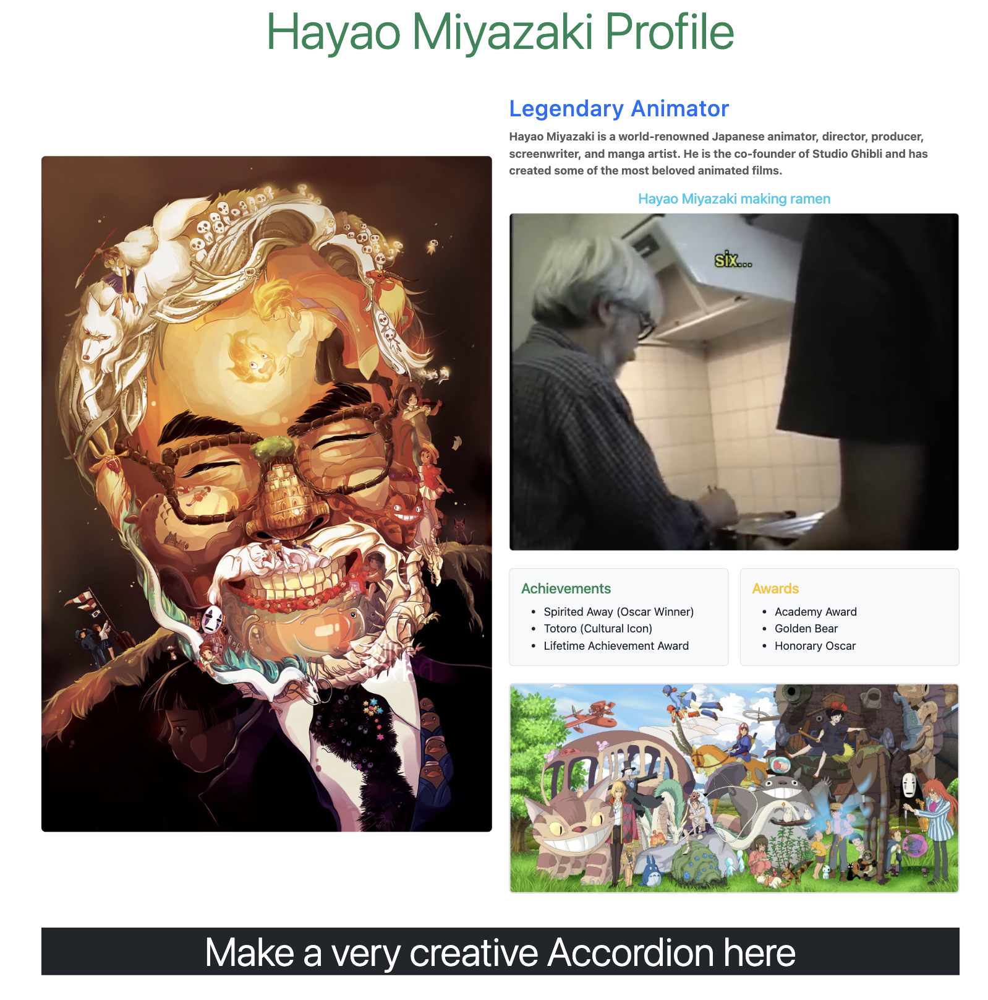 Hayao Miyazaki Profile
Legendary Animator
Hayao Miyazaki is a world-renowned Japanese animator, director, producer,
screenwriter, and manga artist. He is the co-founder of Studio Ghibli and has
created some of the most beloved animated films.
Hayao Miyazaki making ramen
six...
Achievements
• Spirited Away (Oscar Winner)
• Totoro (Cultural Icon)
• Lifetime Achievement Award
Awards
• Academy Award
• Golden Bear
• Honorary Oscar
Make a very creative Accordion here